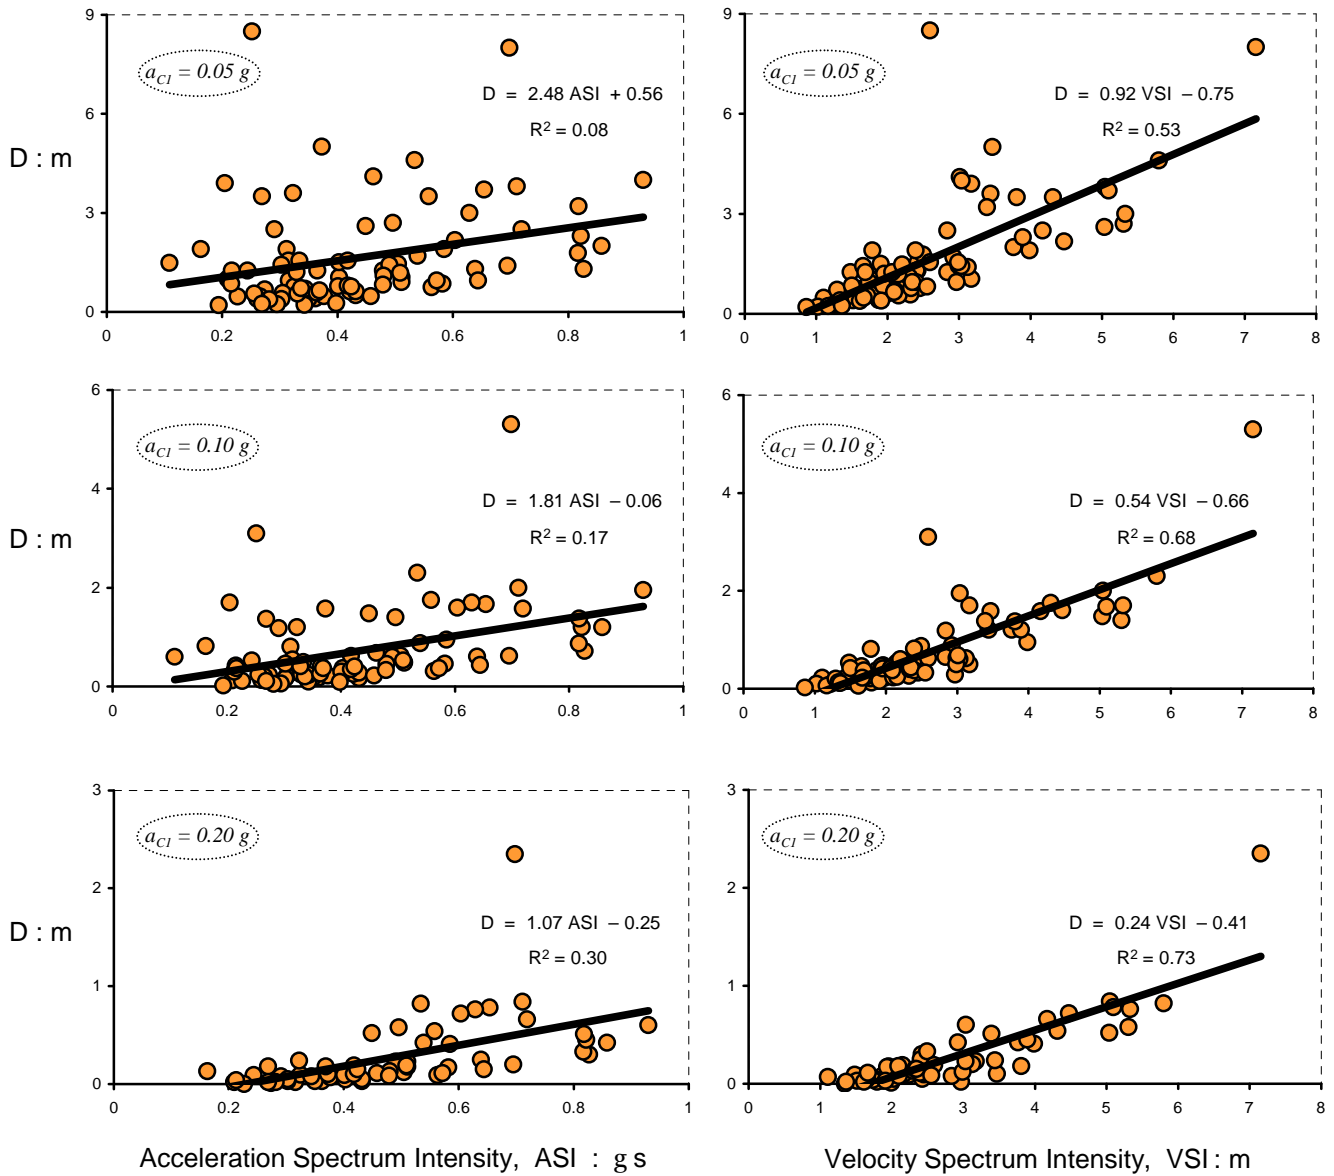 9
a_C1 = 0.05 g
D = 2.48 ASI + 0.56
R² = 0.08
6
D : m
3
0
0 0.2 0.4 0.6 0.8 1
9
a_C1 = 0.05 g
D = 0.92 VSI – 0.75
R² = 0.53
6
3
0
0 1 2 3 4 5 6 7 8
6
a_C1 = 0.10 g
4
D = 1.81 ASI – 0.06
R² = 0.17
D : m
2
0
0 0.2 0.4 0.6 0.8 1
6
a_C1 = 0.10 g
4
D = 0.54 VSI – 0.66
R² = 0.68
2
0
0 1 2 3 4 5 6 7 8
3
a_C1 = 0.20 g
2
D = 1.07 ASI – 0.25
D : m
R² = 0.30
1
0
0 0.2 0.4 0.6 0.8 1
3
a_C1 = 0.20 g
2
D = 0.24 VSI – 0.41
R² = 0.73
1
0
0 1 2 3 4 5 6 7 8
Acceleration Spectrum Intensity, ASI : g s
Velocity Spectrum Intensity, VSI : m